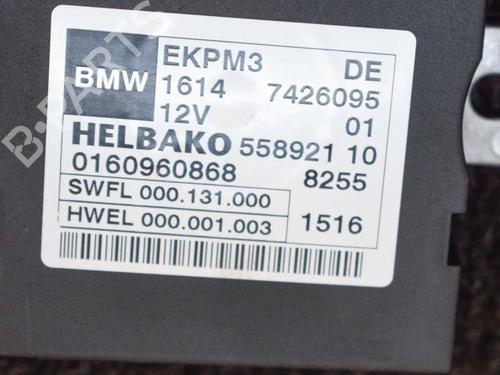 BMW EKPM3 DE
1614 7426095
12V 01
HELBAKO 558921 10
0160960868 8255
SWFL 000.131.000
HWEL 000.001.003 1516
B-PARTS